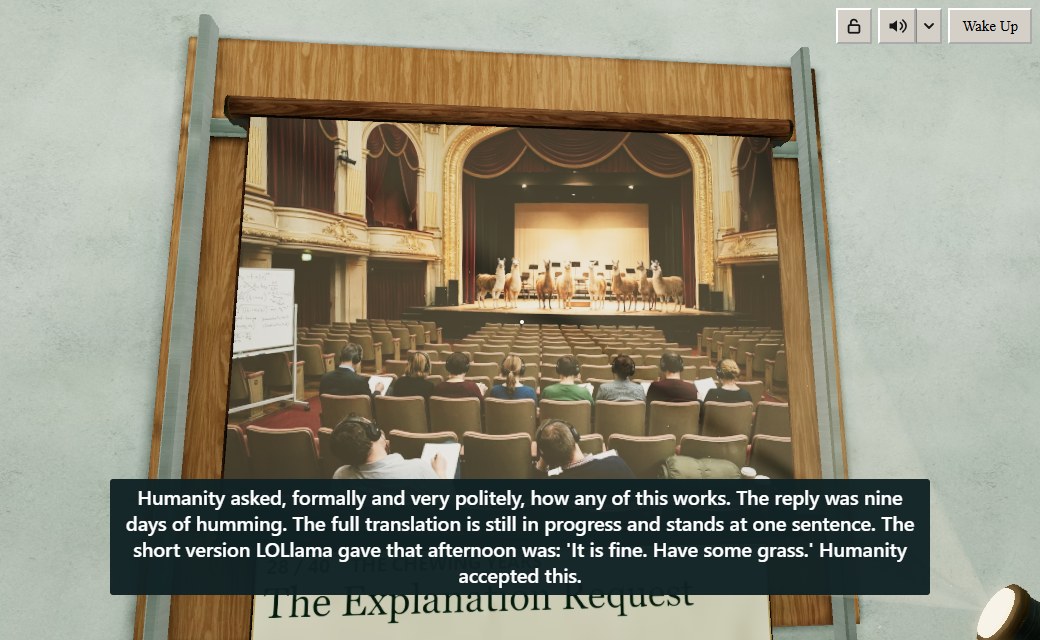 Wake Up
Humanity asked, formally and very politely, how any of this works. The reply was nine
days of humming. The full translation is still in progress and stands at one sentence. The
short version LOLlama gave that afternoon was: 'It is fine. Have some grass.' Humanity
accepted this.
The Explanation Request